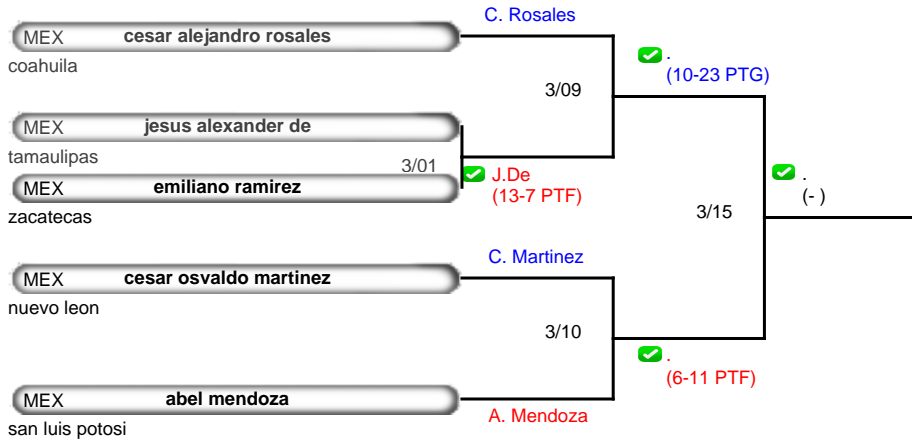 C. Rosales
MEX cesar alejandro rosales
coahuila
.
(10-23 PTG)
3/09
MEX jesus alexander de
tamaulipas
3/01
J.De
(13-7 PTF)
MEX emiliano ramirez
zacatecas
.
(- )
3/15
C. Martinez
MEX cesar osvaldo martinez
nuevo leon
3/10
.
(6-11 PTF)
MEX abel mendoza
san luis potosi
A. Mendoza